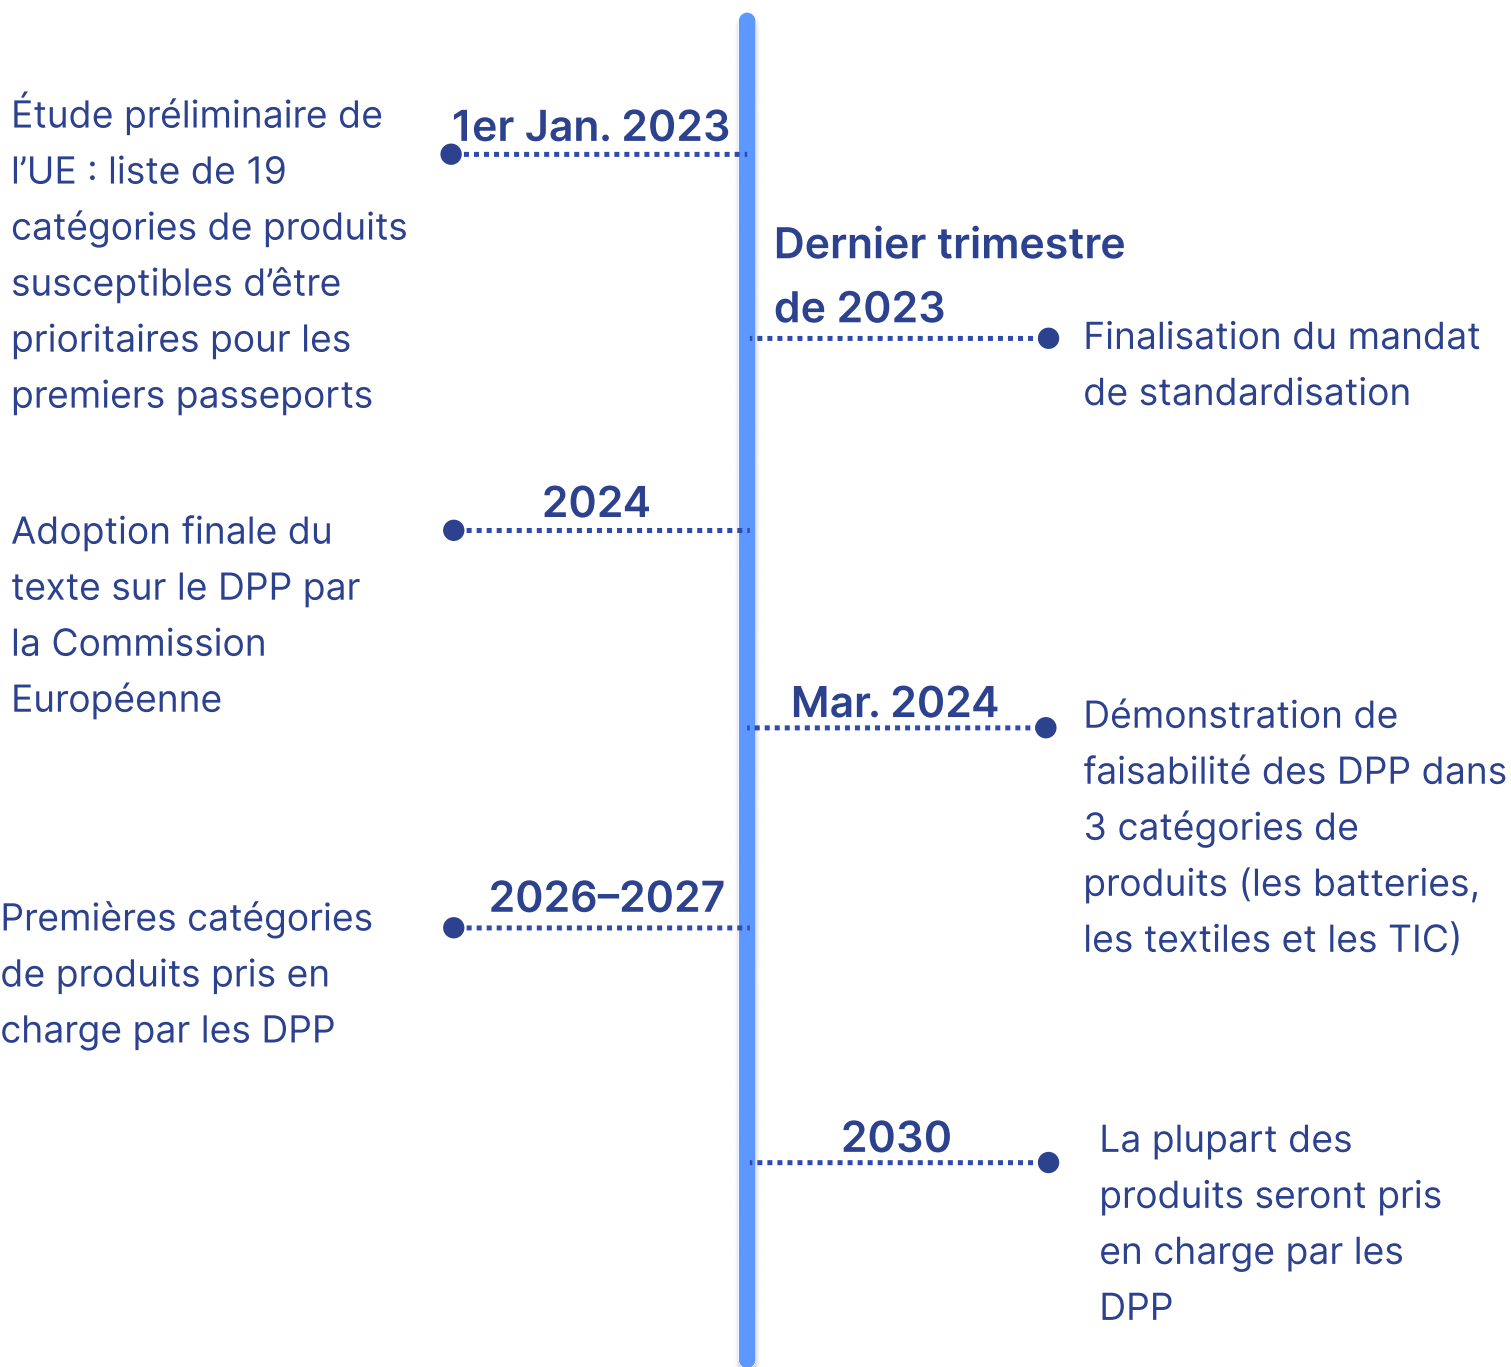 1er Jan. 2023
Étude préliminaire de
l’UE : liste de 19
catégories de produits
susceptibles d’être
prioritaires pour les
premiers passeports
Dernier trimestre
de 2023
Finalisation du mandat
de standardisation
2024
Adoption finale du
texte sur le DPP par
la Commission
Européenne
Mar. 2024
Démonstration de
faisabilité des DPP dans
3 catégories de
produits (les batteries,
les textiles et les TIC)
2026–2027
Premières catégories
de produits pris en
charge par les DPP
2030
La plupart des
produits seront pris
en charge par les
DPP